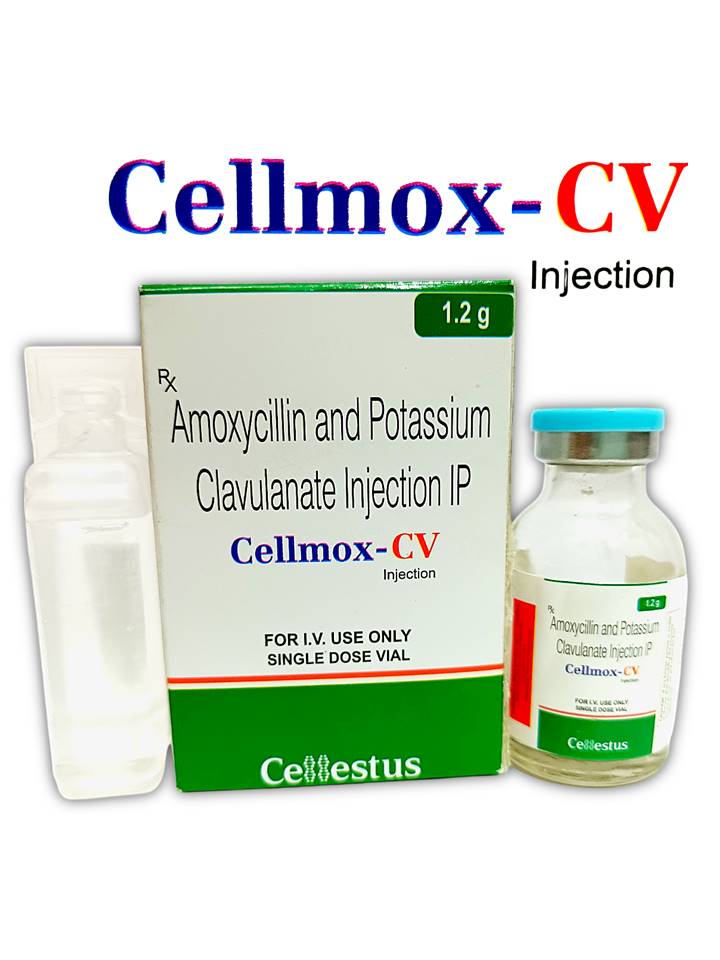 Cellmox-CV
Injection
1.2 g
Rx
Amoxycillin and Potassium
Clavulanate Injection IP
Cellmox-CV
Injection
FOR I.V. USE ONLY
SINGLE DOSE VIAL
Cellestus
1.2 g
Rx
Amoxycillin and Potassium
Clavulanate Injection IP
Cellmox-CV
Injection
FOR I.V. USE ONLY
SINGLE DOSE VIAL
Cellestus